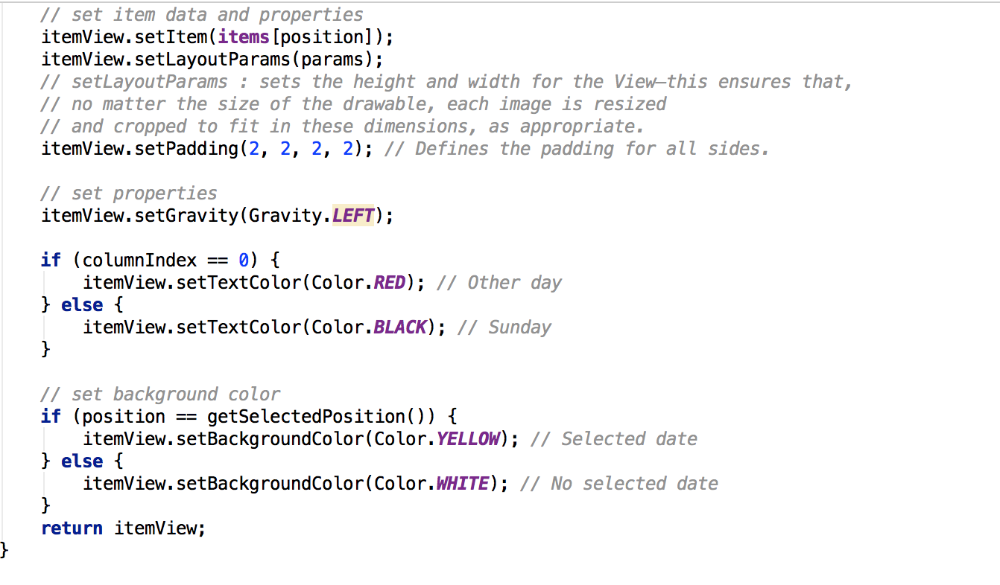 // set item data and properties
itemView.setItem(items[position]);
itemView.setLayoutParams(params);
// setLayoutParams : sets the height and width for the View—this ensures that,
// no matter the size of the drawable, each image is resized
// and cropped to fit in these dimensions, as appropriate.
itemView.setPadding(2, 2, 2, 2); // Defines the padding for all sides.
// set properties
itemView.setGravity(Gravity.LEFT);
if (columnIndex == 0) {
itemView.setTextColor(Color.RED); // Other day
} else {
itemView.setTextColor(Color.BLACK); // Sunday
}
// set background color
if (position == getSelectedPosition()) {
itemView.setBackgroundColor(Color.YELLOW); // Selected date
} else {
itemView.setBackgroundColor(Color.WHITE); // No selected date
}
return itemView;
}